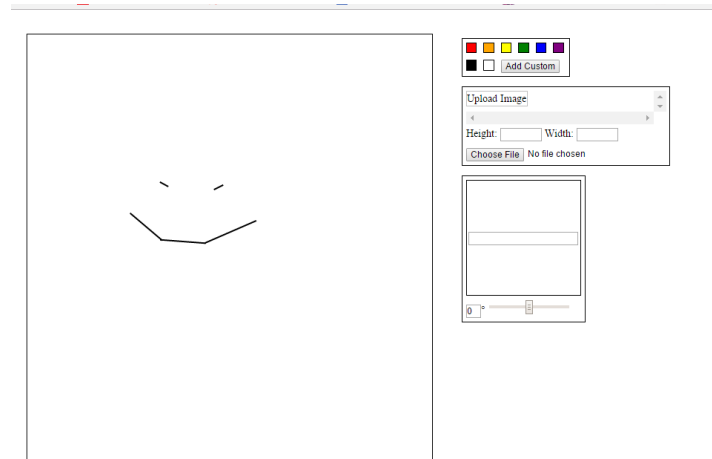 Add Custom
Upload Image
Height: Width:
Choose File No file chosen
0°